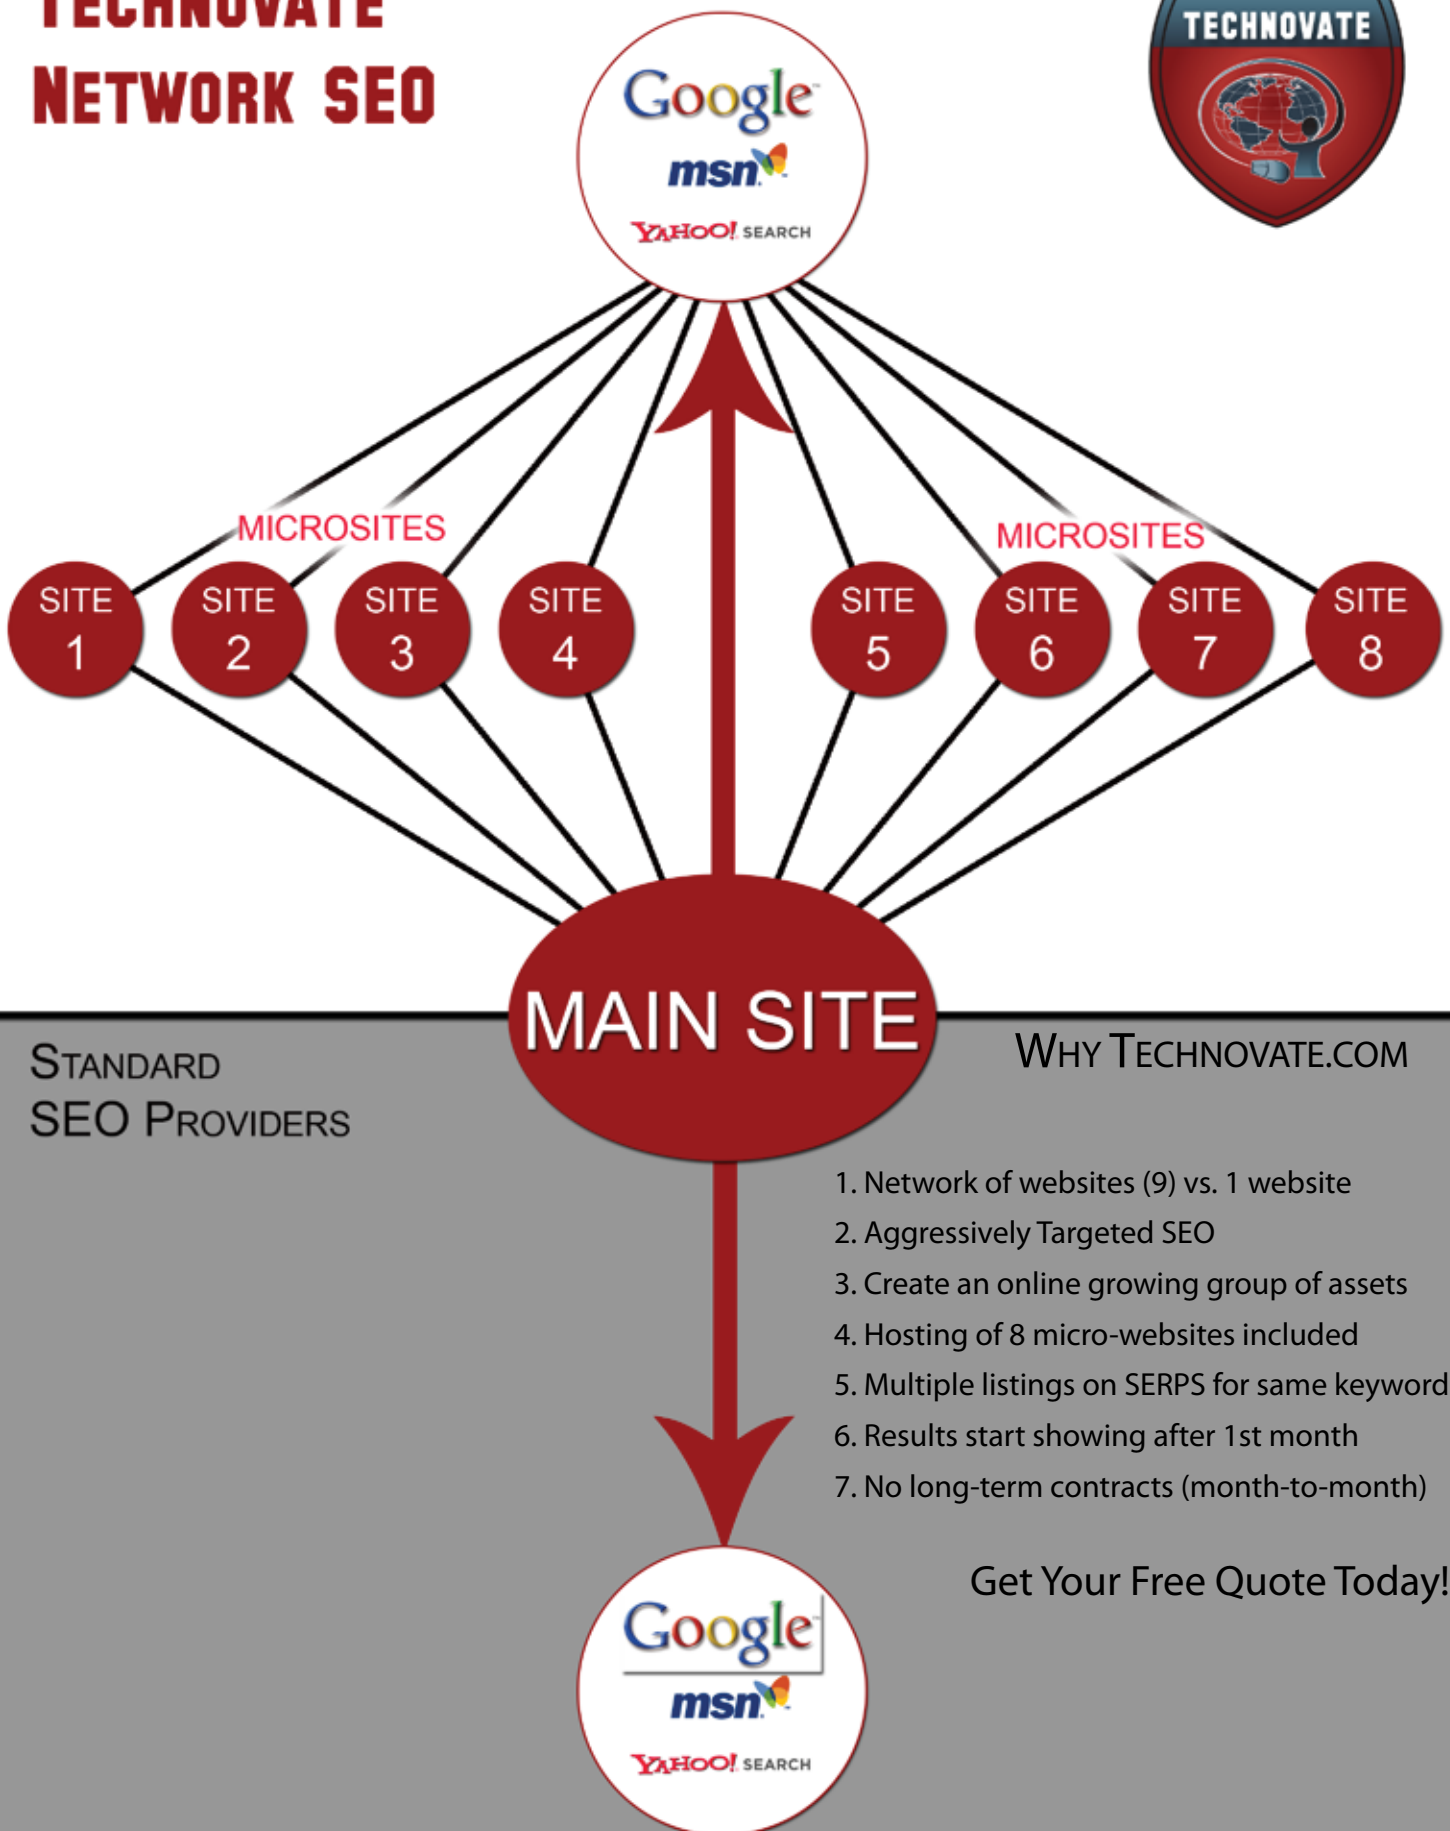 TECHNOVATE
NETWORK SEO
TECHNOVATE
Google™
msn
YAHOO! SEARCH
MICROSITES
MICROSITES
SITE 1
SITE 2
SITE 3
SITE 4
SITE 5
SITE 6
SITE 7
SITE 8
MAIN SITE
STANDARD
SEO PROVIDERS
WHY TECHNOVATE.COM
1. Network of websites (9) vs. 1 website
2. Aggressively Targeted SEO
3. Create an online growing group of assets
4. Hosting of 8 micro-websites included
5. Multiple listings on SERPS for same keyword
6. Results start showing after 1st month
7. No long-term contracts (month-to-month)
Get Your Free Quote Today!
Google™
msn
YAHOO! SEARCH